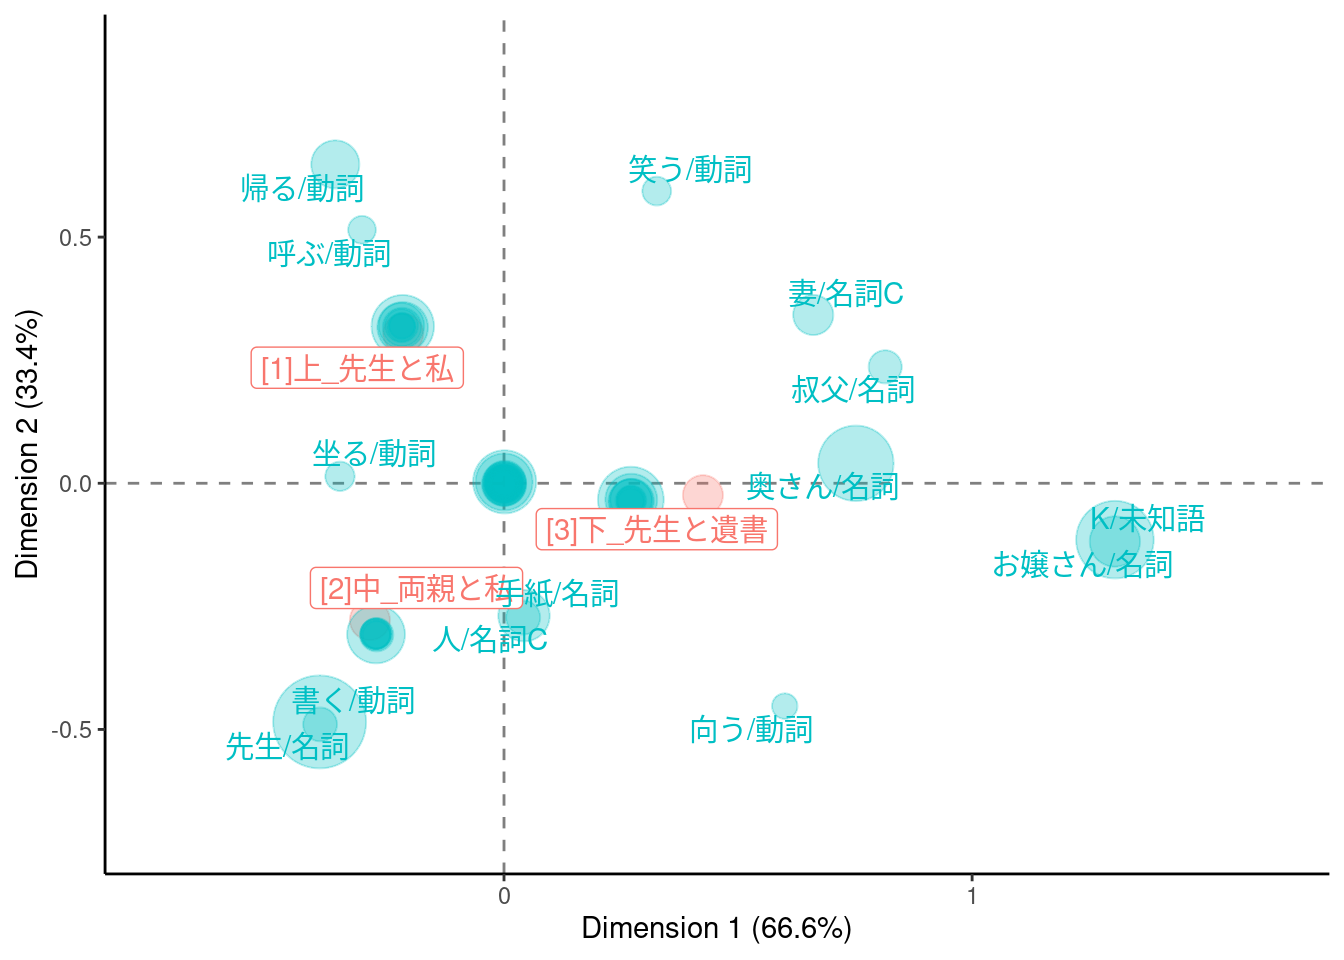 帰る/動詞
笑う/動詞
0.5
呼ぶ/動詞
妻/名詞C
[1]上_先生と私
叔父/名詞
坐る/動詞
0.0
奥さん/名詞
K/未知語
[3]下_先生と遺書
お嬢さん/名詞
[2]中_両親と私
手紙/名詞
人/名詞C
書く/動詞
-0.5
向う/動詞
先生/名詞
0
1
Dimension 1 (66.6%)
Dimension 2 (33.4%)